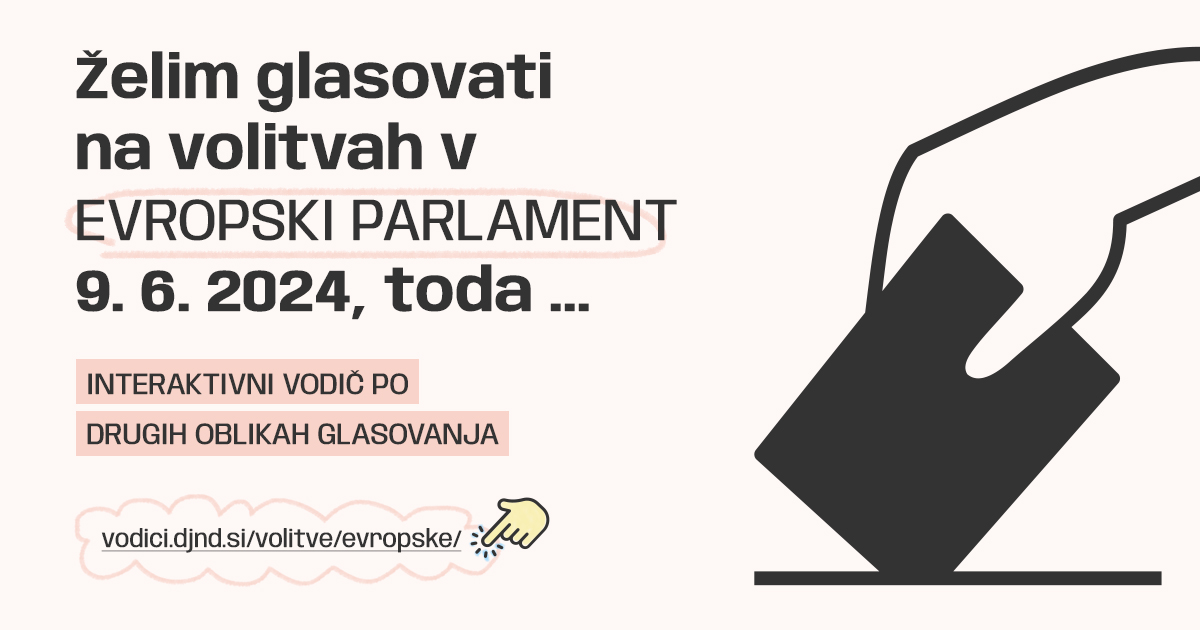 Želim glasovati
na volitvah v
EVROPSKI PARLAMENT
9. 6. 2024, toda ...
INTERAKTIVNI VODIČ PO
DRUGIH OBLIKAH GLASOVANJA
vodici.djnd.si/volitve/evropske/